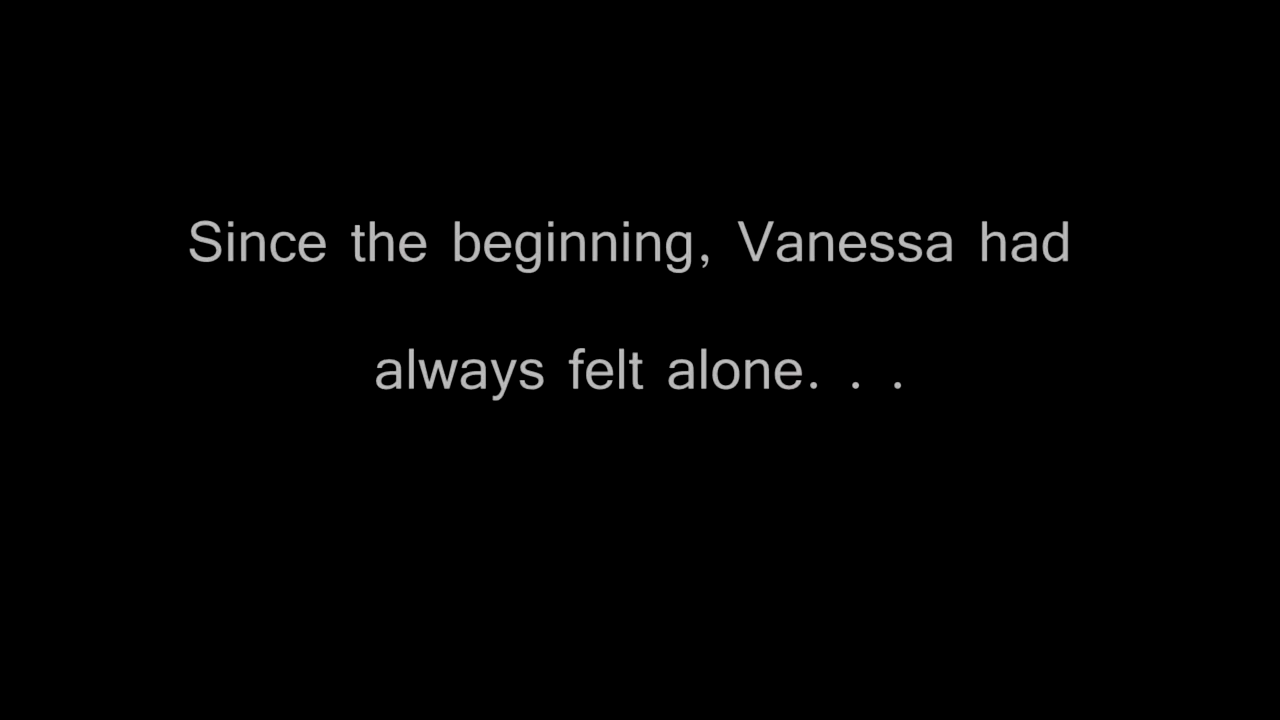 Since the beginning, Vanessa had
always felt alone. . .